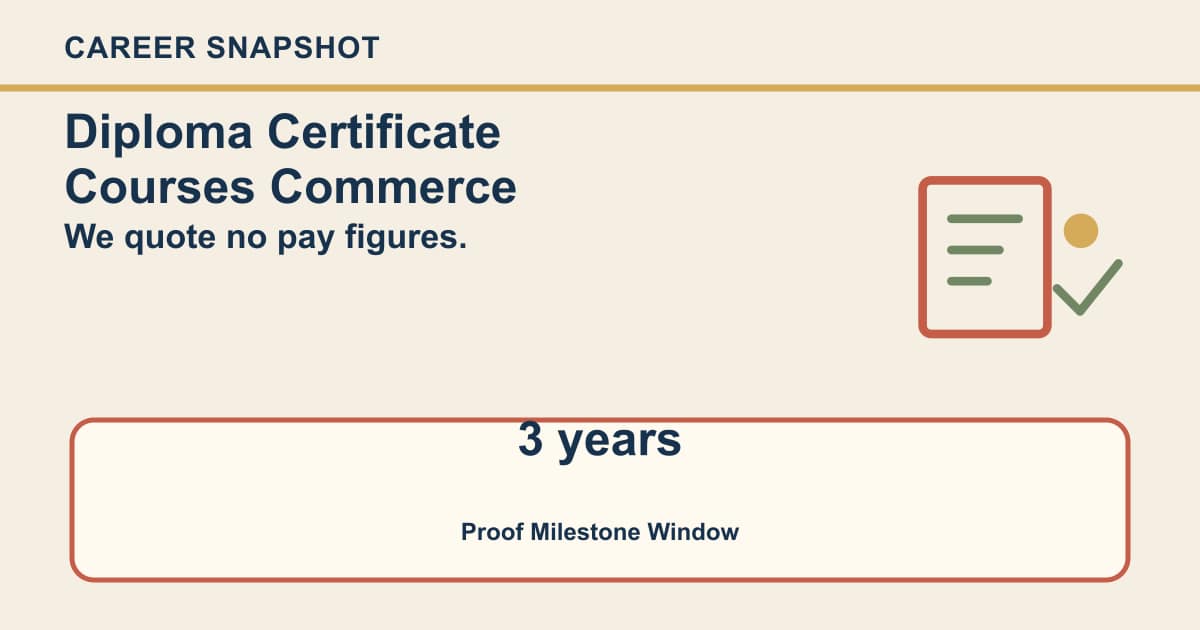 CAREER SNAPSHOT
Diploma Certificate
Courses Commerce
We quote no pay figures.
3 years
Proof Milestone Window